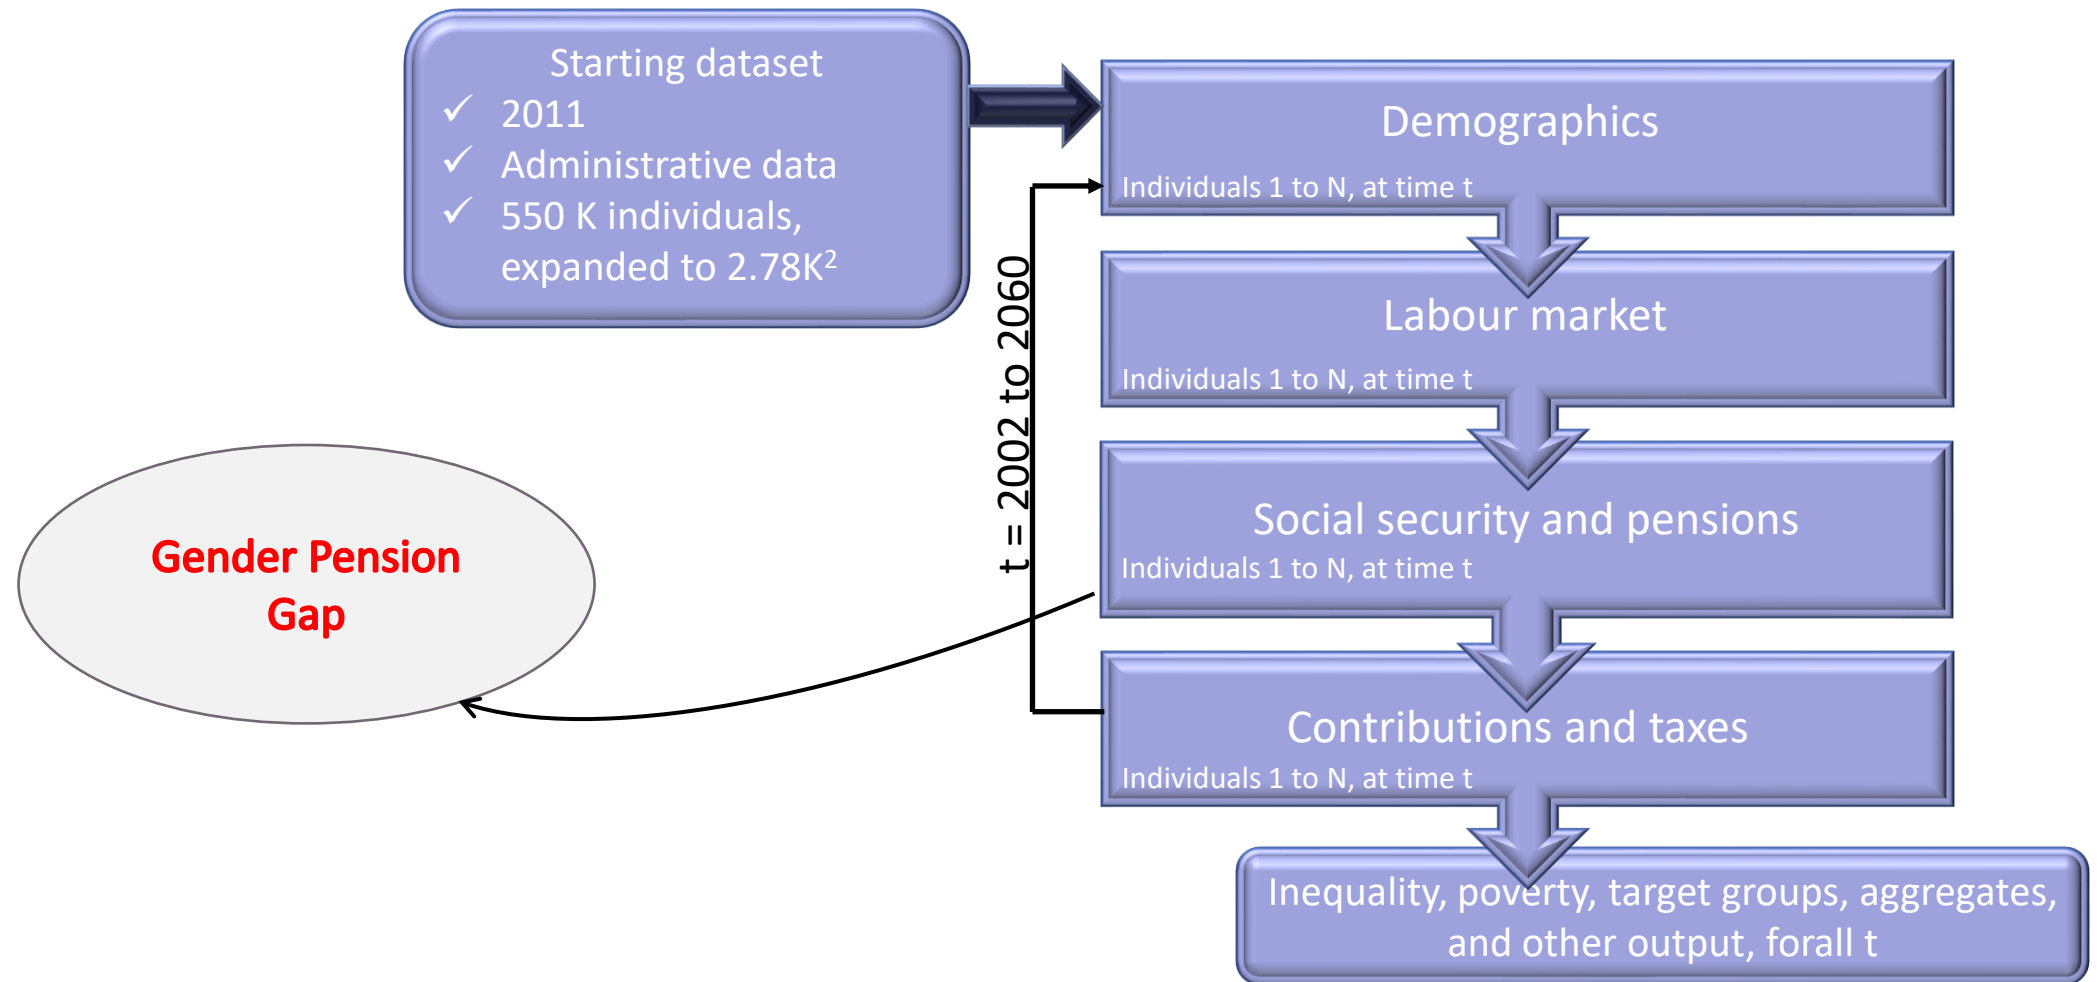 Starting dataset
✓ 2011
✓ Administrative data
✓ 550 K individuals,
expanded to 2.78K²
Demographics
Individuals 1 to N, at time t
Labour market
Individuals 1 to N, at time t
Social security and pensions
Individuals 1 to N, at time t
Contributions and taxes
Individuals 1 to N, at time t
Inequality, poverty, target groups, aggregates,
and other output, forall t
t = 2002 to 2060
Gender Pension
Gap